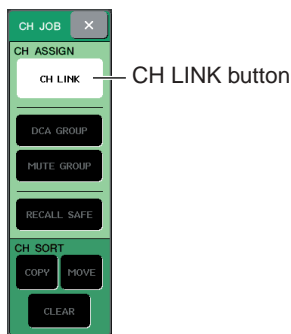 CH JOB ×
CH ASSIGN
CH LINK
CH LINK button
DCA GROUP
MUTE GROUP
RECALL SAFE
CH SORT
COPY MOVE
CLEAR